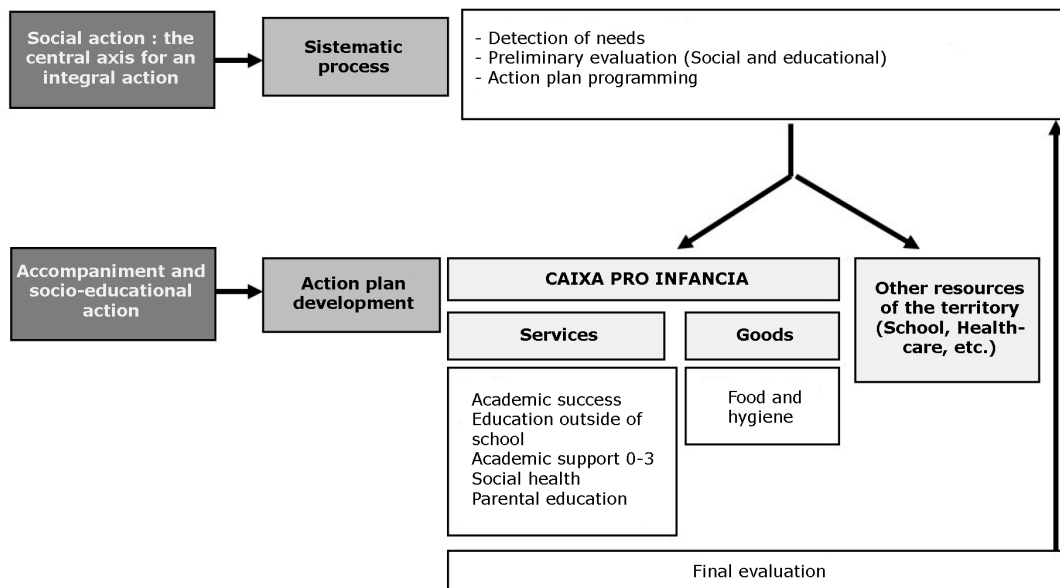 Social action : the
central axis for an
integral action
Sistematic
process
- Detection of needs
- Preliminary evaluation (Social and educational)
- Action plan programming
Accompaniment and
socio-educational
action
Action plan
development
CAIXA PRO INFANCIA
Services
Goods
Other resources
of the territory
(School, Health-
care, etc.)
Academic success
Education outside of
school
Academic support 0-3
Social health
Parental education
Food and
hygiene
Final evaluation